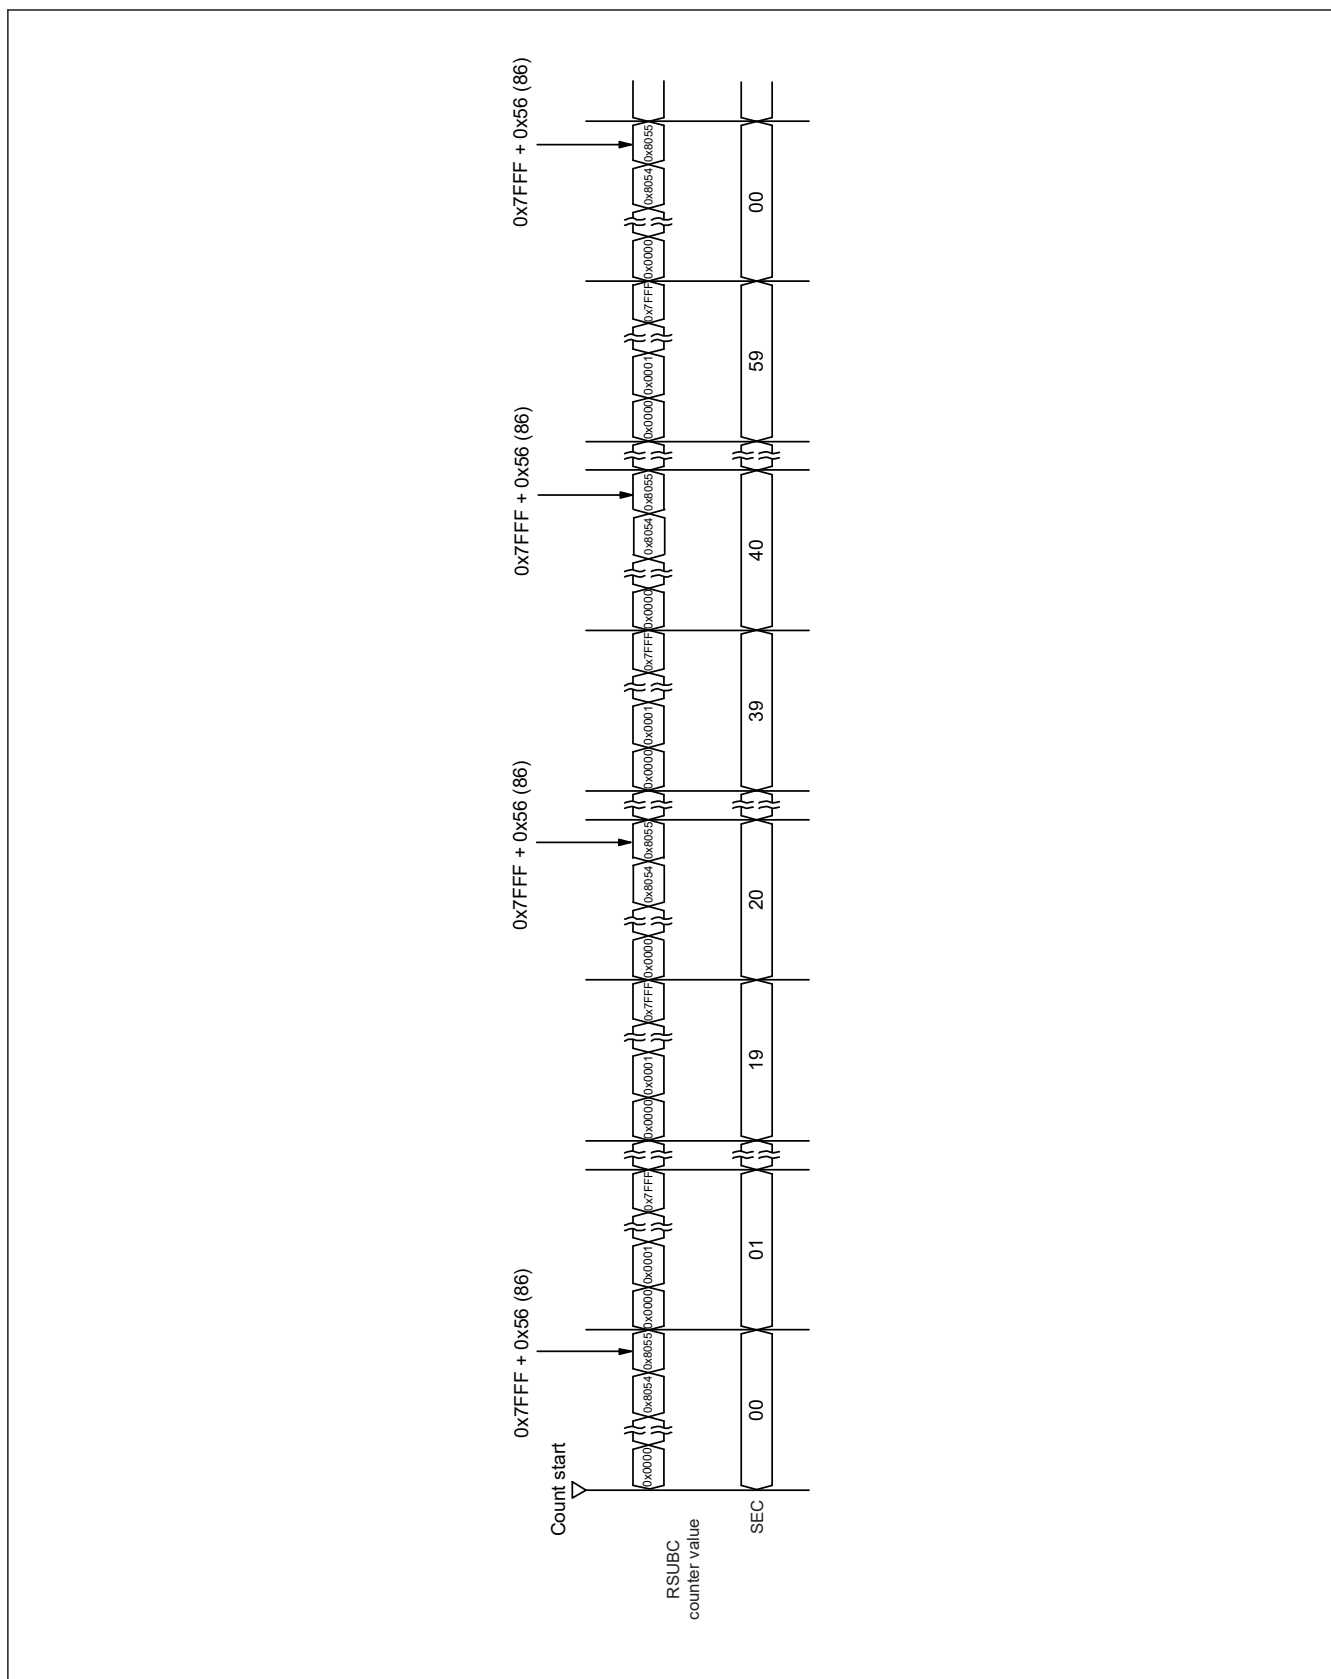 0x7FFF + 0x56 (86) 0x7FFF + 0x56 (86) 0x7FFF + 0x56 (86) 0x7FFF + 0x56 (86)
Count start
RSUBC
counter value
0x0000 0x8054 0x8055 0x0000 0x0001 0x7FFF 0x0000 0x0001 0x7FFF 0x0000 0x8054 0x8055 0x0000 0x0001 0x7FFF 0x0000 0x8054 0x8055 0x0000 0x0001 0x7FFF 0x0000 0x8054 0x8055
SEC 00 01 19 20 39 40 59 00